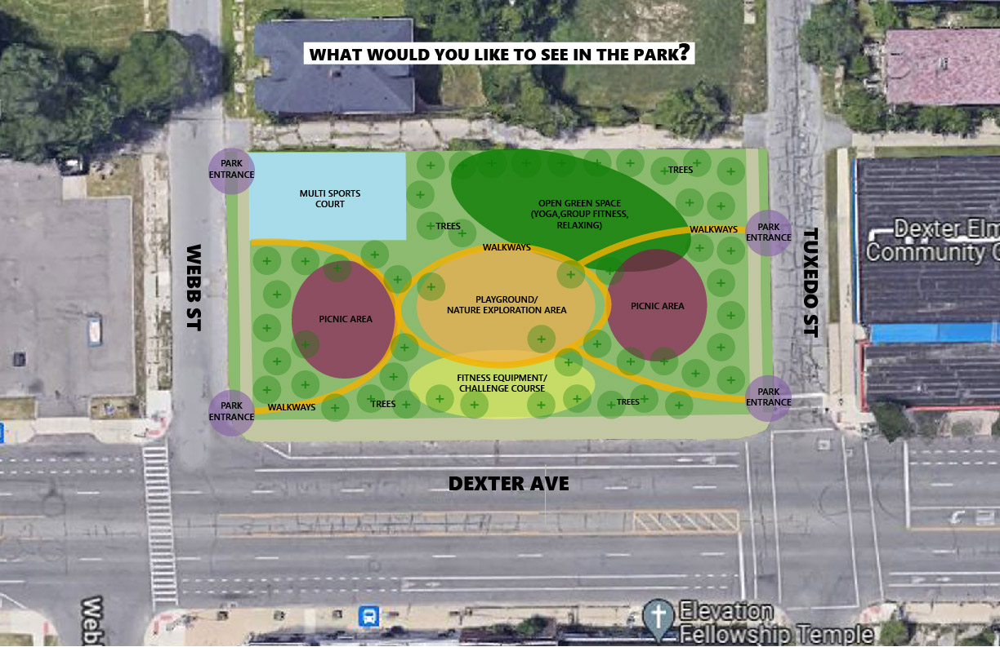 WHAT WOULD YOU LIKE TO SEE IN THE PARK?
PARK
ENTRANCE
MULTI SPORTS
COURT
TREES
OPEN GREEN SPACE
(YOGA,GROUP FITNESS,
RELAXING)
TREES
WALKWAYS
PARK
ENTRANCE
WALKWAYS
Dexter Elm
Community C
WEBB ST
TUXEDO ST
PICNIC AREA
PLAYGROUND/
NATURE EXPLORATION AREA
PICNIC AREA
FITNESS EQUIPMENT/
CHALLENGE COURSE
PARK
ENTRANCE
WALKWAYS
TREES
TREES
PARK
ENTRANCE
DEXTER AVE
Webb
Elevation
Fellowship Temple